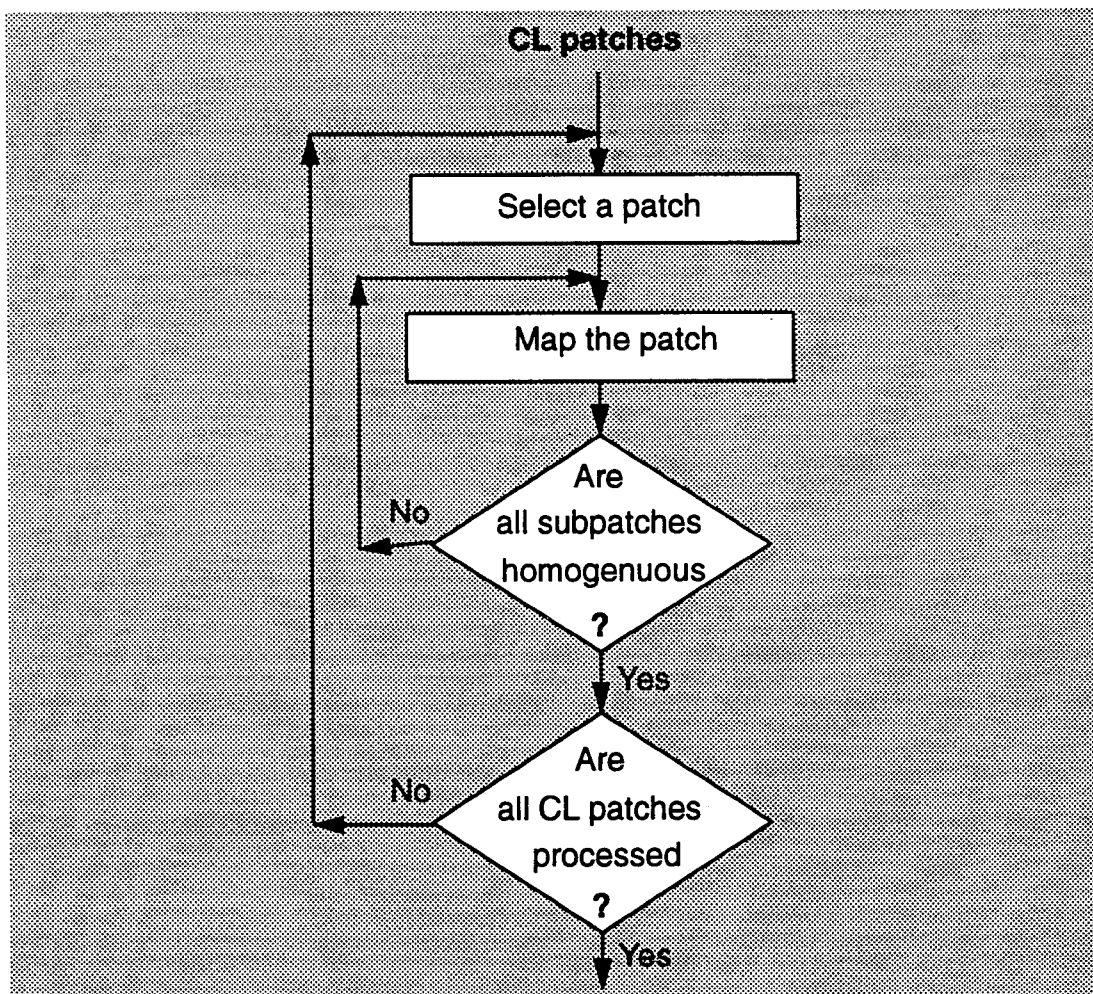 CL patches
Select a patch
Map the patch
Are
all subpatches
homogenuous
?
No
Yes
Are
all CL patches
processed
?
No
Yes